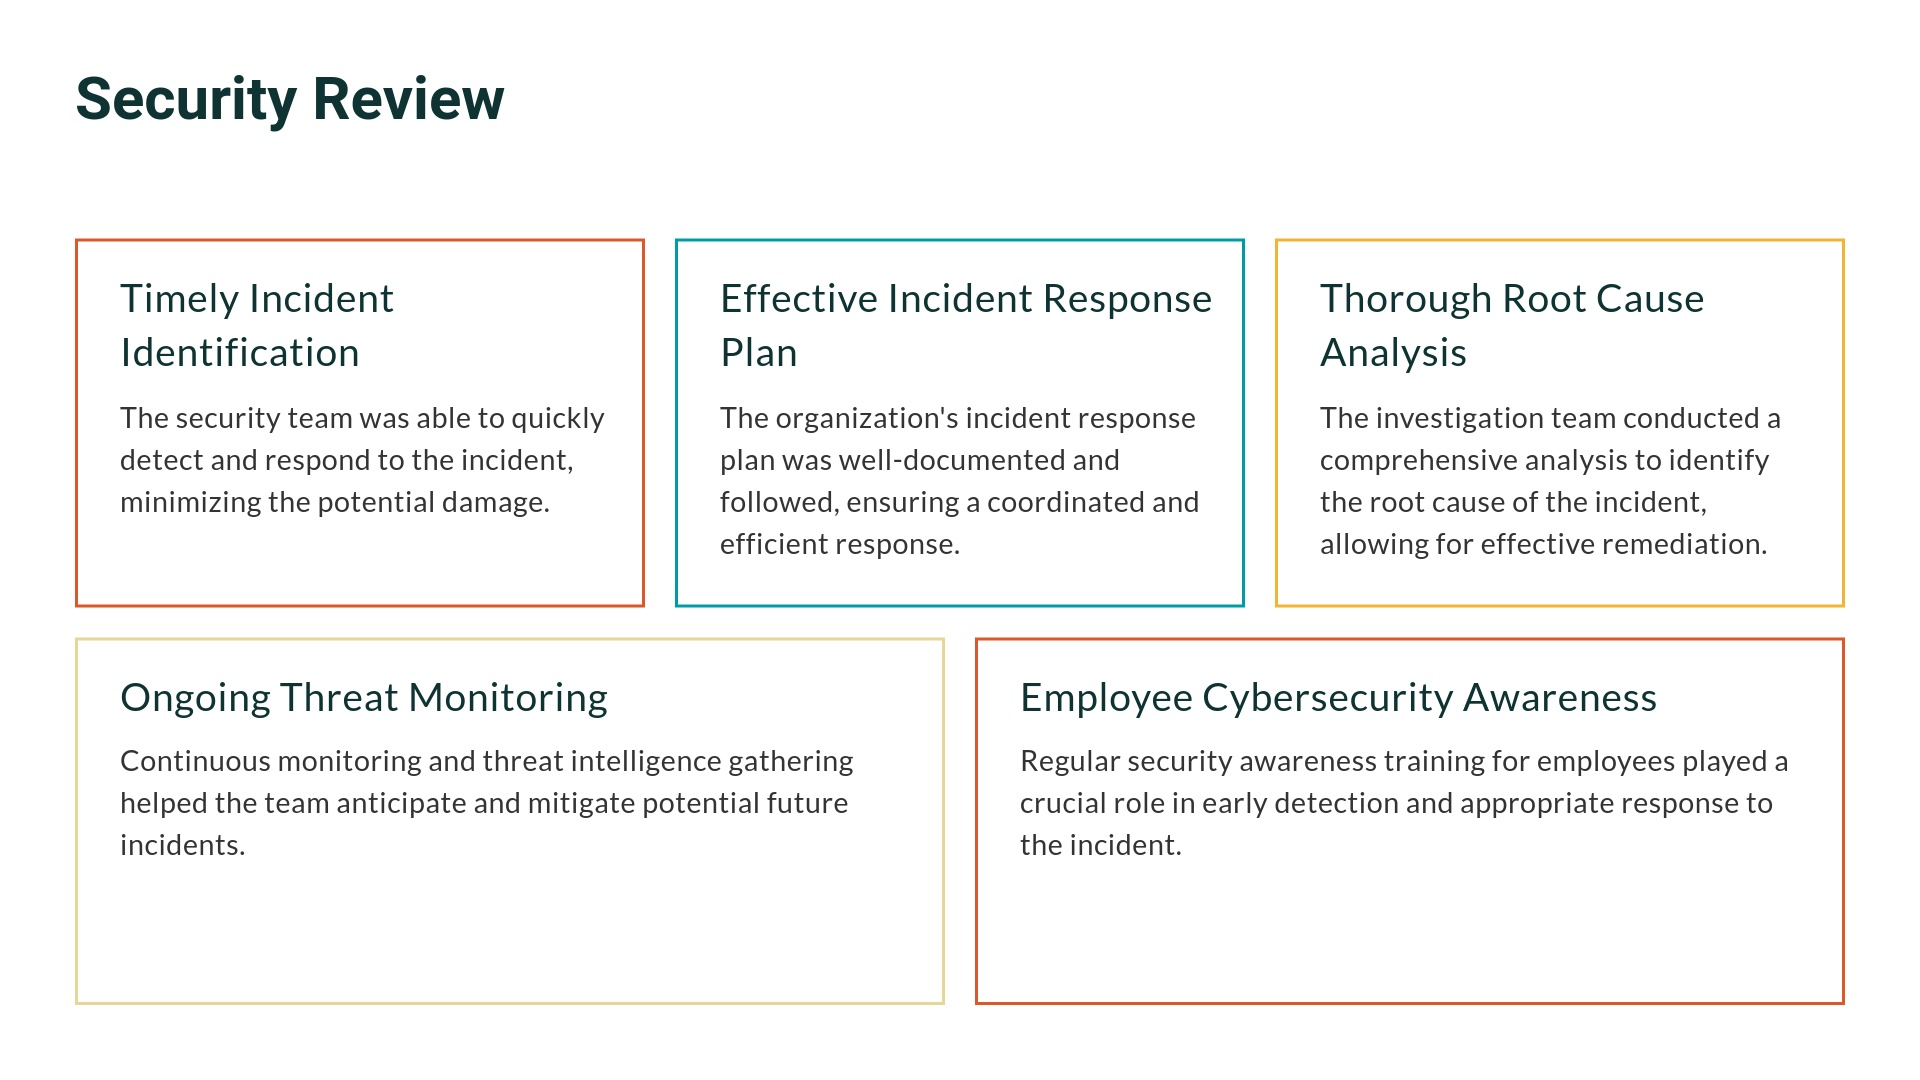 Security Review
Timely Incident
Identification
The security team was able to quickly
detect and respond to the incident,
minimizing the potential damage.
Effective Incident Response
Plan
The organization's incident response
plan was well-documented and
followed, ensuring a coordinated and
efficient response.
Thorough Root Cause
Analysis
The investigation team conducted a
comprehensive analysis to identify
the root cause of the incident,
allowing for effective remediation.
Ongoing Threat Monitoring
Continuous monitoring and threat intelligence gathering
helped the team anticipate and mitigate potential future
incidents.
Employee Cybersecurity Awareness
Regular security awareness training for employees played a
crucial role in early detection and appropriate response to
the incident.